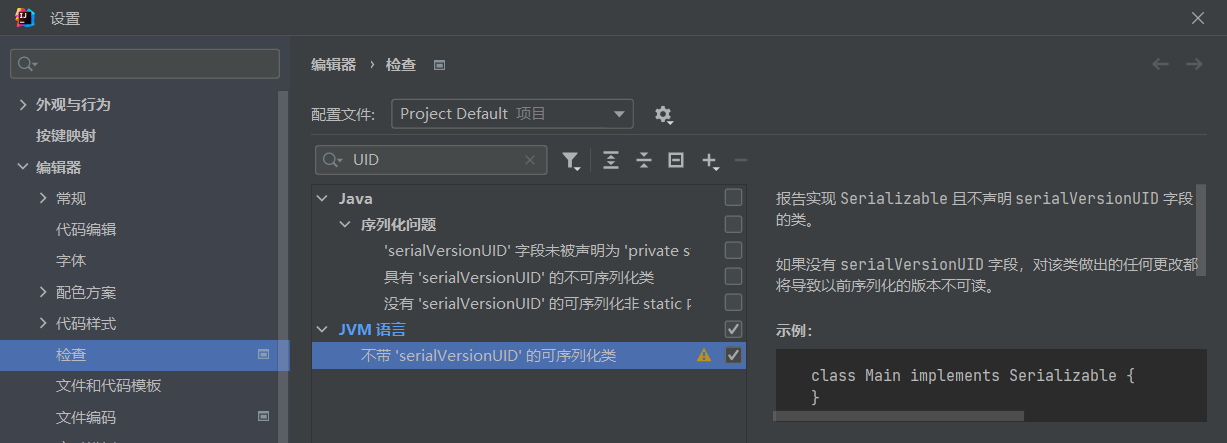 设置
编辑器 › 检查
外观与行为
按键映射
编辑器
常规
代码编辑
字体
配色方案
代码样式
检查
文件和代码模板
文件编码
配置文件: Project Default 项目
UID
Java
序列化问题
'serialVersionUID' 字段未被声明为 'private s
具有 'serialVersionUID' 的不可序列化类
没有 'serialVersionUID' 的可序列化非 static
JVM 语言
不带 'serialVersionUID' 的可序列化类
报告实现 Serializable 且不声明 serialVersionUID 字段
的类。
如果没有 serialVersionUID 字段，对该类做出的任何更改都
将导致以前序列化的版本不可读。
示例：
class Main implements Serializable {
}